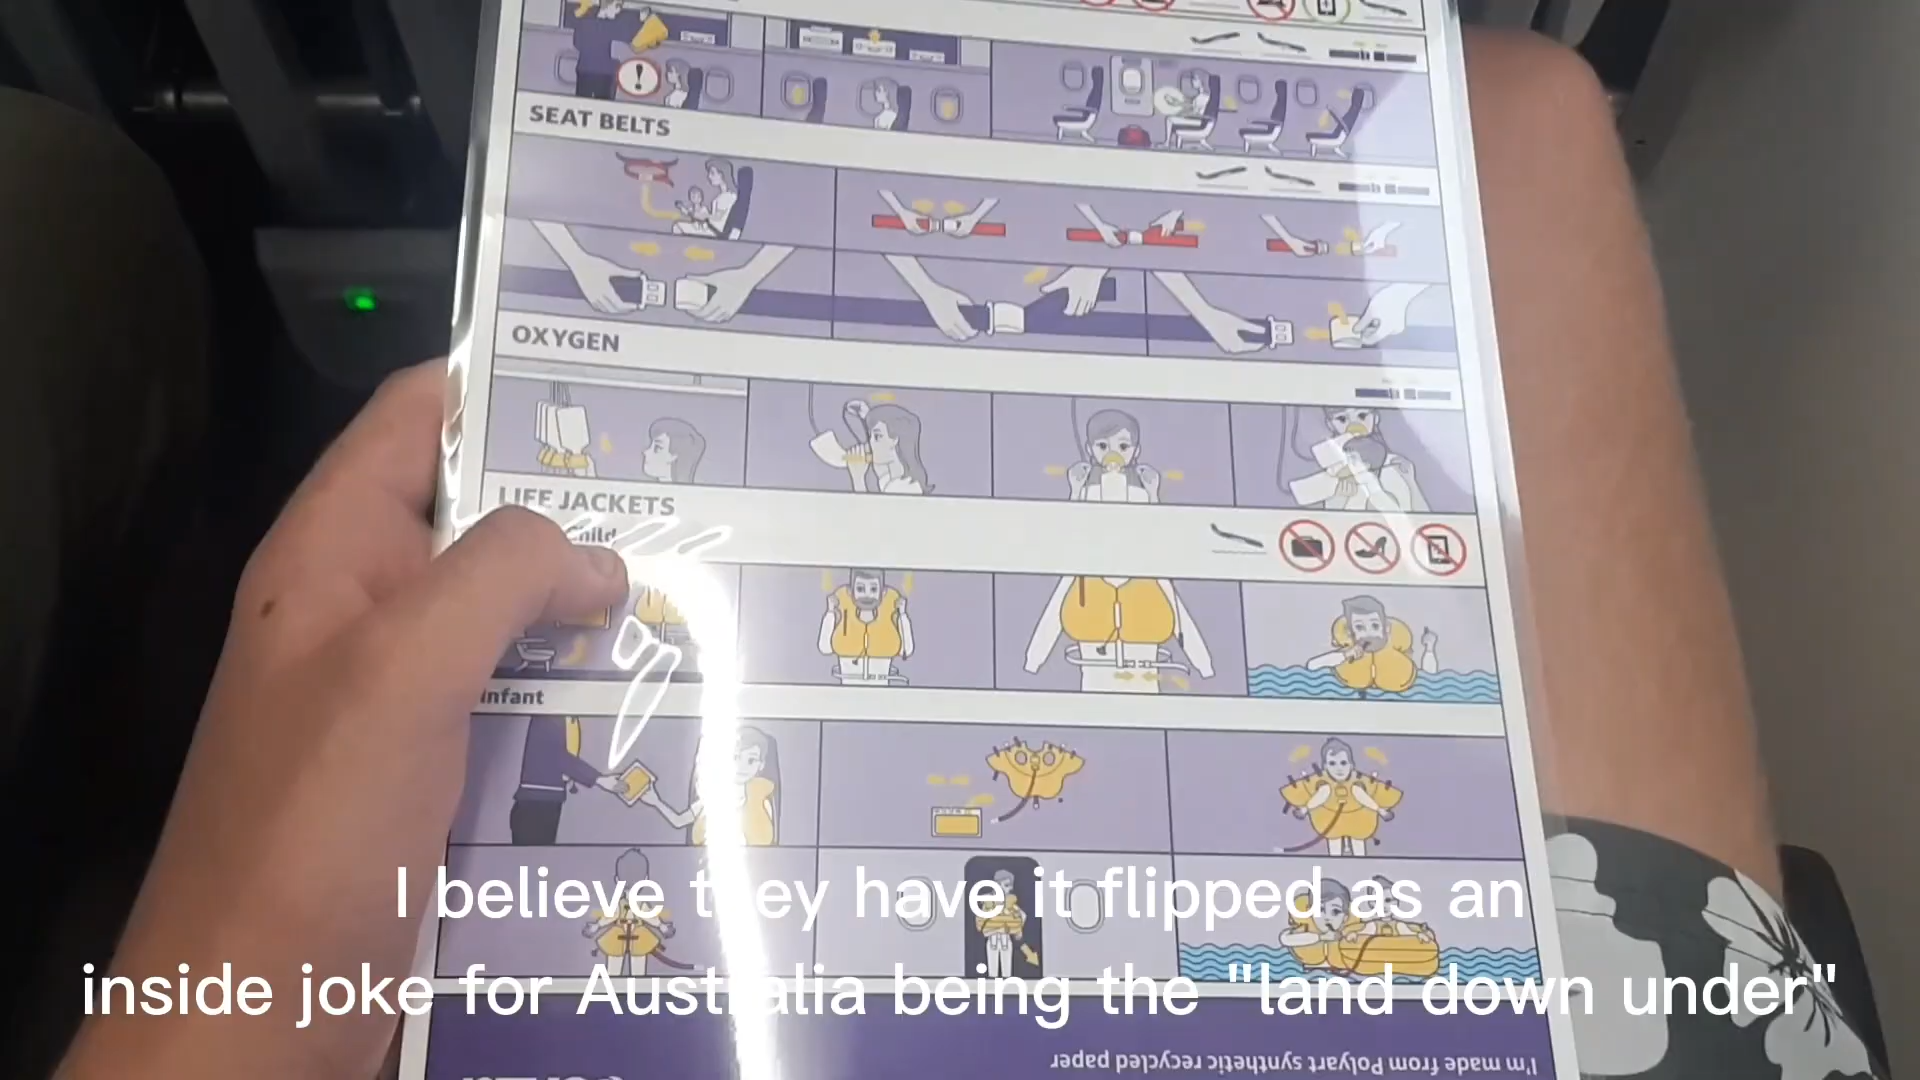 SEAT BELTS
OXYGEN
LIFE JACKETS
Child
Infant
I believe they have it flipped as an
inside joke for Australia being the "land down under"
I'm made from Polyart synthetic recycled paper